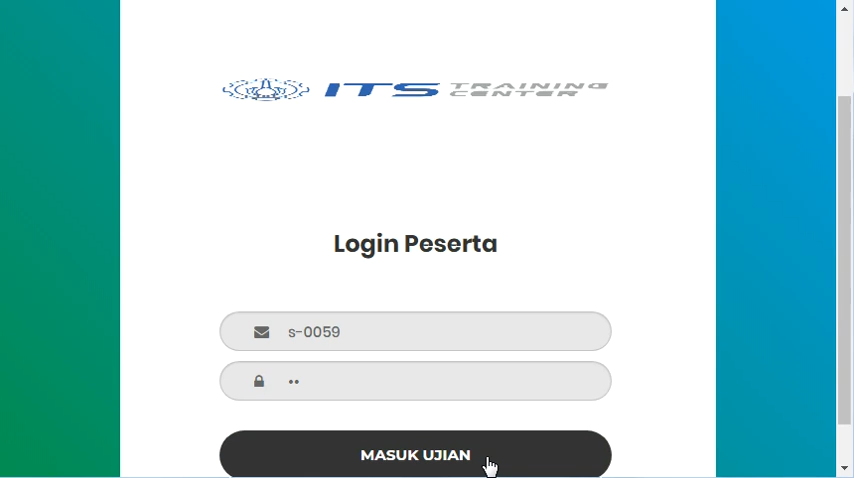 ITS TRAINING
CENTER
Login Peserta
s-0059
••
MASUK UJIAN